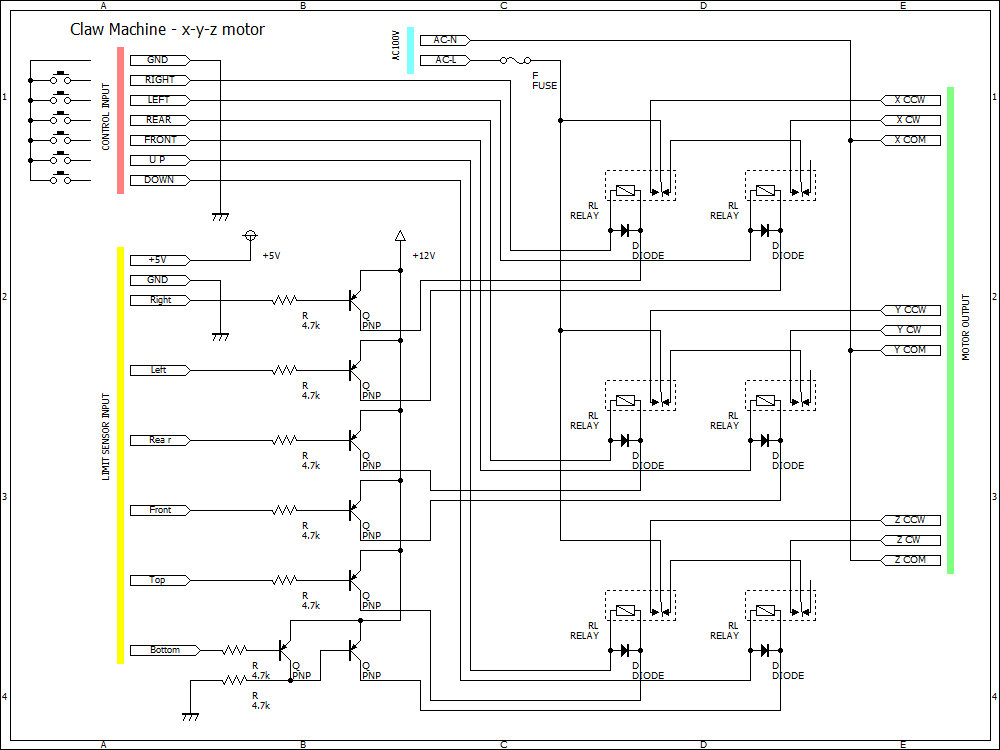 A B C D E
Claw Machine - x-y-z motor
AC100V
AC-N
AC-L
F
FUSE
1
1
CONTROL INPUT
GND
RIGHT
LEFT
REAR
FRONT
U P
DOWN
X CCW
X CW
X COM
RL
RELAY
RL
RELAY
D
DIODE
D
DIODE
+5V
+12V
2
2
LIMIT SENSOR INPUT
+5V
GND
Right
R
4.7k
Q
PNP
Left
R
4.7k
Q
PNP
Rea r
R
4.7k
Q
PNP
Front
R
4.7k
Q
PNP
Top
R
4.7k
Q
PNP
Bottom
R
4.7k
Q
PNP
Q
PNP
R
4.7k
MOTOR OUTPUT
Y CCW
Y CW
Y COM
RL
RELAY
RL
RELAY
D
DIODE
D
DIODE
3
3
Z CCW
Z CW
Z COM
RL
RELAY
RL
RELAY
D
DIODE
D
DIODE
4
4
A B C D E